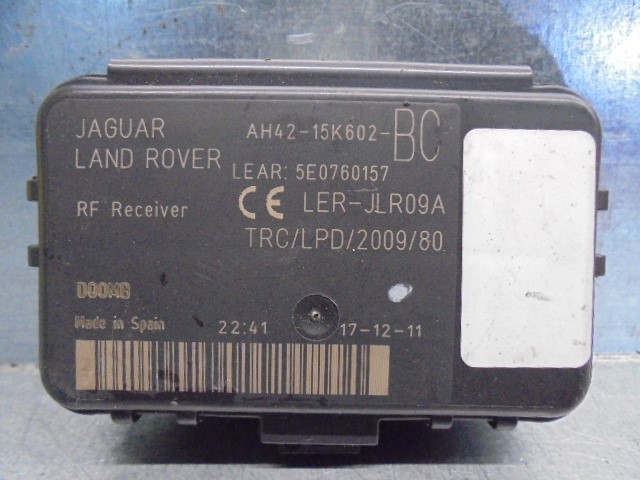 JAGUAR
LAND ROVER
AH42-15K602-BC
LEAR: 5E0760157
RF Receiver
CE LER-JLR09A
TRC/LPD/2009/80
D00MB
Made in Spain
22:41
17-12-11